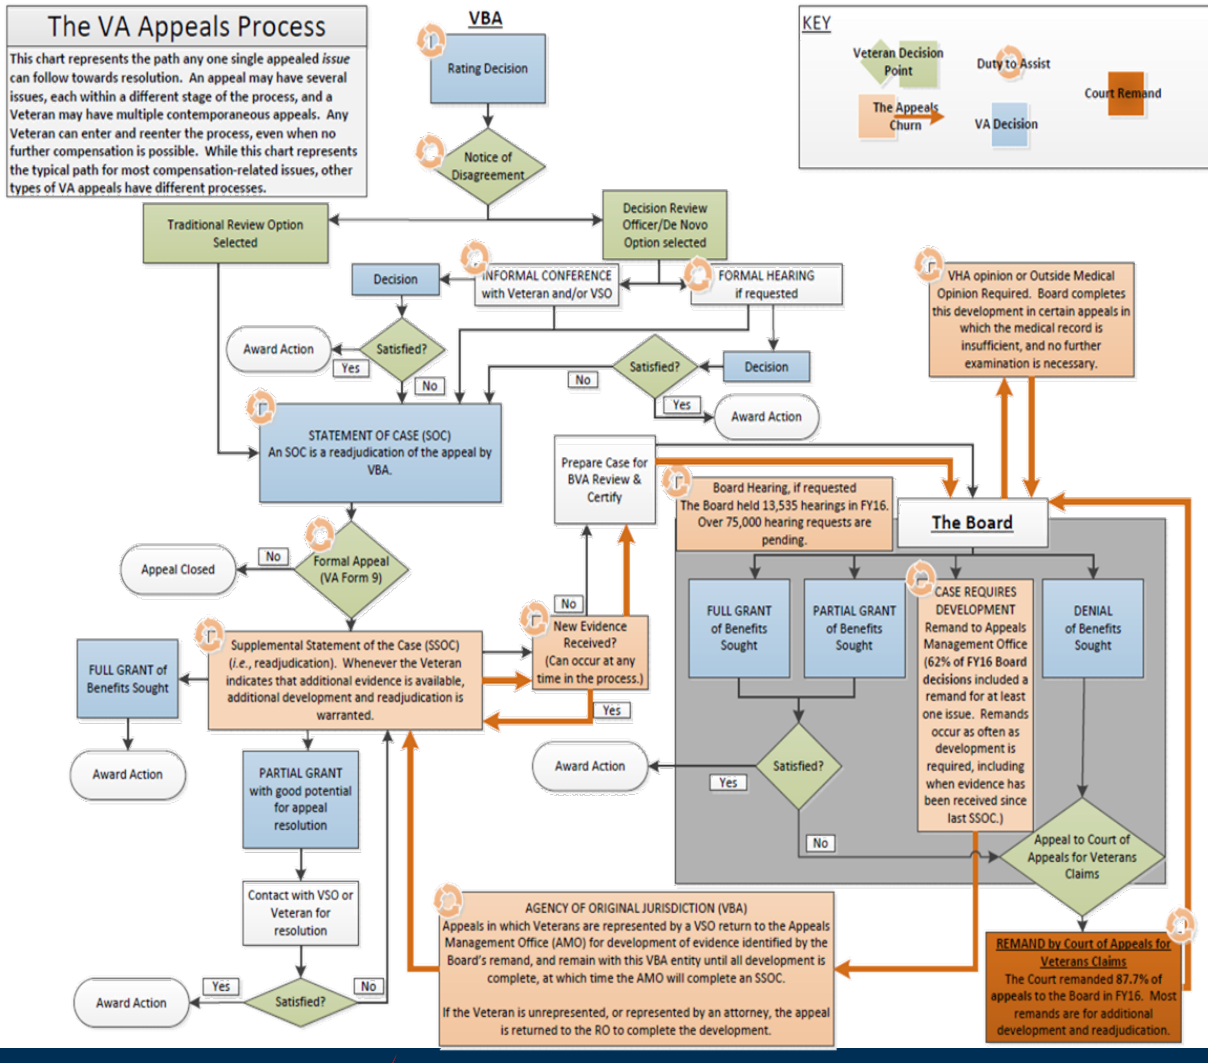 The VA Appeals Process
This chart represents the path any one single appealed issue
can follow towards resolution. An appeal may have several
issues, each within a different stage of the process, and a
Veteran may have multiple contemporaneous appeals. Any
Veteran can enter and reenter the process, even when no
further compensation is possible. While this chart represents
the typical path for most compensation-related issues, other
types of VA appeals have different processes.
VBA
Rating Decision
KEY
Veteran Decision
Point
Duty to Assist
Court Remand
The Appeals
Churn
VA Decision
Notice of
Disagreement
Traditional Review Option
Selected
Decision Review
Officer/De Novo
Option selected
Decision
INFORMAL CONFERENCE
with Veteran and/or VSO
FORMAL HEARING
if requested
VHA opinion or Outside Medical
Opinion Required. Board completes
this development in certain appeals in
which the medical record is
insufficient, and no further
examination is necessary.
Award Action
Yes
Satisfied?
No
Satisfied?
No
Yes
Decision
Award Action
STATEMENT OF CASE (SOC)
An SOC is a readjudication of the appeal by
VBA.
Prepare Case for
BVA Review &
Certify
Board Hearing, if requested
The Board held 13,535 hearings in FY16.
Over 75,000 hearing requests are
pending.
The Board
Appeal Closed
No
Formal Appeal
(VA Form 9)
No
FULL GRANT of
Benefits Sought
Supplemental Statement of the Case (SSOC)
(i.e., readjudication). Whenever the Veteran
indicates that additional evidence is available,
additional development and readjudication is
warranted.
New Evidence
Received?
(Can occur at any
time in the process.)
Yes
FULL GRANT
of Benefits
Sought
PARTIAL GRANT
of Benefits
Sought
CASE REQUIRES
DEVELOPMENT
Remand to Appeals
Management Office
(62% of FY16 Board
decisions included a
remand for at least
one issue. Remands
occur as often as
development is
required, including
when evidence has
been received since
last SSOC.)
DENIAL
of Benefits
Sought
Award Action
PARTIAL GRANT
with good potential
for appeal
resolution
Award Action
Yes
Satisfied?
No
Appeal to Court of
Appeals for Veterans
Claims
Contact with VSO or
Veteran for
resolution
Award Action
Yes
Satisfied?
No
AGENCY OF ORIGINAL JURISDICTION (VBA)
Appeals in which Veterans are represented by a VSO return to the Appeals
Management Office (AMO) for development of evidence identified by the
Board's remand, and remain with this VBA entity until all development is
complete, at which time the AMO will complete an SSOC.
If the Veteran is unrepresented, or represented by an attorney, the appeal
is returned to the RO to complete the development.
REMAND by Court of Appeals for
Veterans Claims
The Court remanded 87.7% of
appeals to the Board in FY16. Most
remands are for additional
development and readjudication.